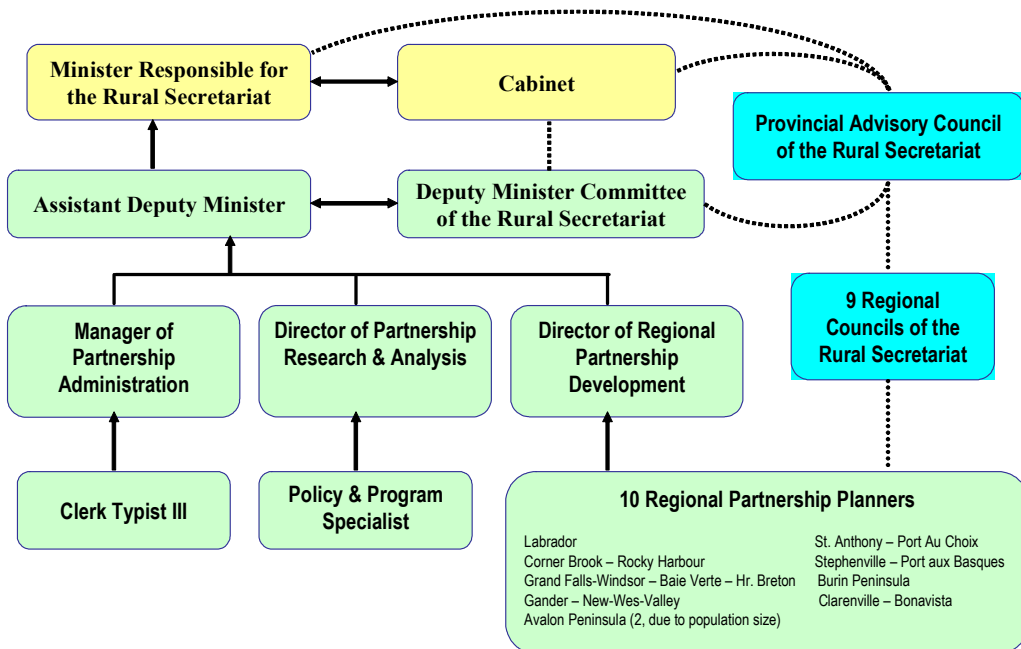 Minister Responsible for
the Rural Secretariat
Cabinet
Provincial Advisory Council
of the Rural Secretariat
Assistant Deputy Minister
Deputy Minister Committee
of the Rural Secretariat
9 Regional
Councils of the
Rural Secretariat
Manager of
Partnership
Administration
Director of Partnership
Research & Analysis
Director of Regional
Partnership
Development
Clerk Typist III
Policy & Program
Specialist
10 Regional Partnership Planners
Labrador
Corner Brook – Rocky Harbour
Grand Falls-Windsor – Baie Verte – Hr. Breton
Gander – New-Wes-Valley
Avalon Peninsula (2, due to population size)
St. Anthony – Port Au Choix
Stephenville – Port aux Basques
Burin Peninsula
Clarenville – Bonavista